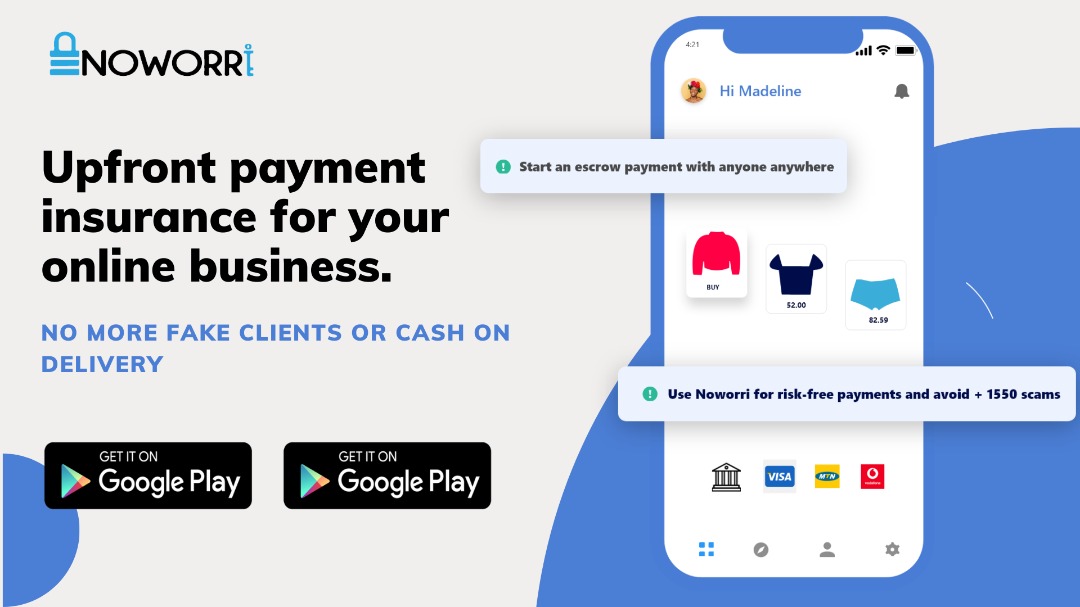 NOWORRi
Upfront payment
insurance for your
online business.
NO MORE FAKE CLIENTS OR CASH ON
DELIVERY
GET IT ON
Google Play
GET IT ON
Google Play
4:21
Hi Madeline
Start an escrow payment with anyone anywhere
BUY
52.00
82.59
Use Noworri for risk-free payments and avoid + 1550 scams
VISA
MTN
vodafone